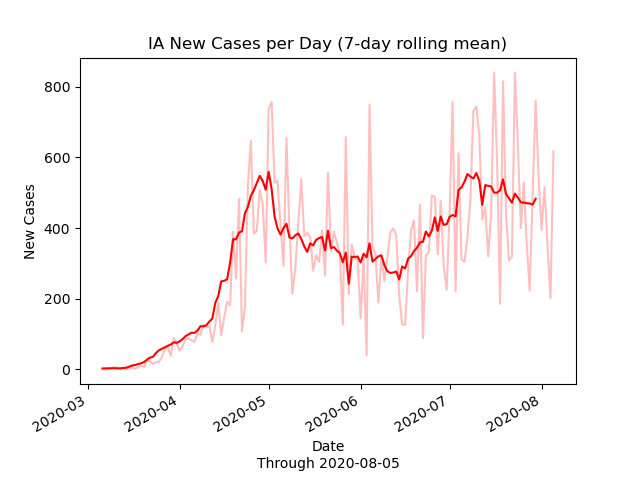 IA New Cases per Day (7-day rolling mean)
800
600
400
200
0
New Cases
2020-03
2020-04
2020-05
2020-06
2020-07
2020-08
Date
Through 2020-08-05